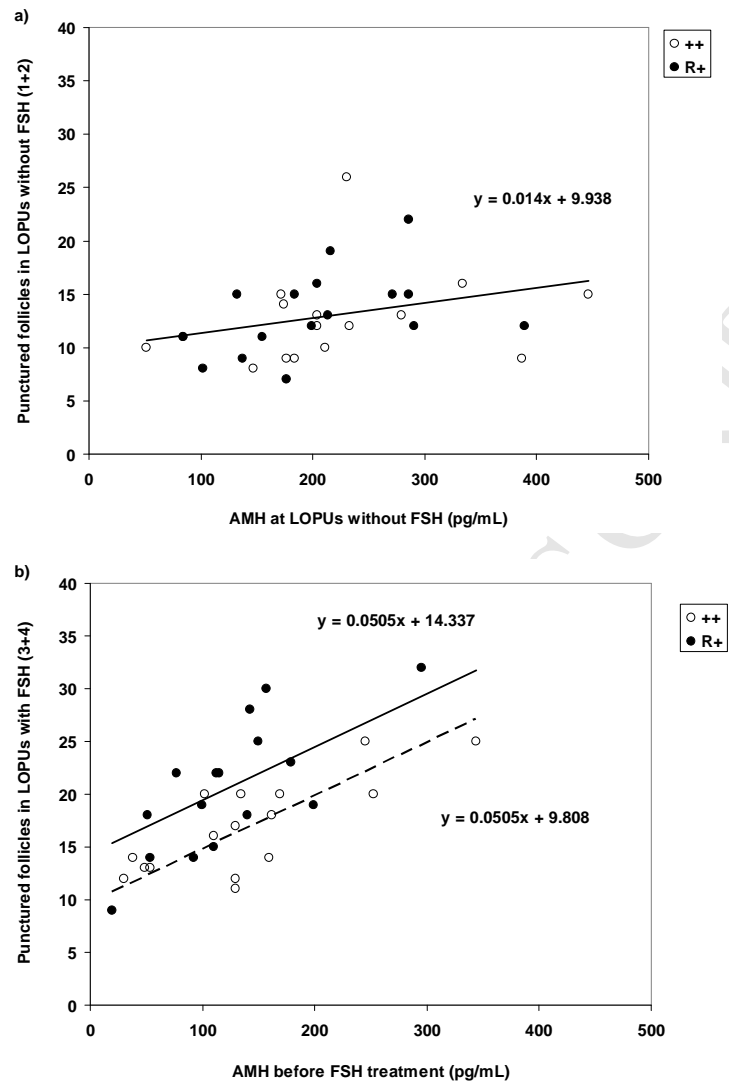 a)
40
35
30
25
20
15
10
5
0
0 100 200 300 400 500
Punctured follicles in LOPUs without FSH (1+2)
AMH at LOPUs without FSH (pg/mL)
y = 0.014x + 9.938
++
R+
b)
40
35
30
25
20
15
10
5
0
0 100 200 300 400 500
Punctured follicles in LOPUs with FSH (3+4)
AMH before FSH treatment (pg/mL)
y = 0.0505x + 14.337
y = 0.0505x + 9.808
++
R+